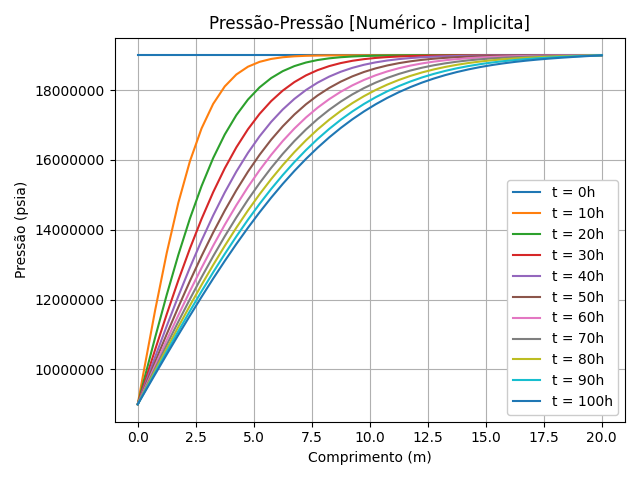 Pressão-Pressão [Numérico - Implicita]
Pressão (psia)
18000000
16000000
14000000
12000000
10000000
t = 0h
t = 10h
t = 20h
t = 30h
t = 40h
t = 50h
t = 60h
t = 70h
t = 80h
t = 90h
t = 100h
0.0 2.5 5.0 7.5 10.0 12.5 15.0 17.5 20.0
Comprimento (m)